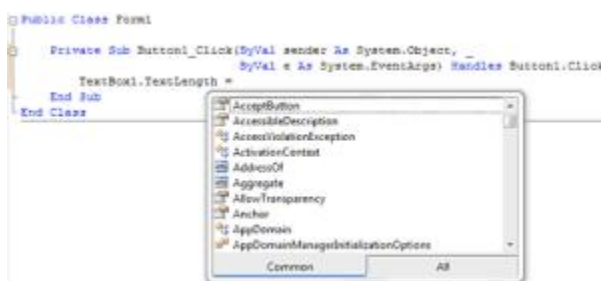 Public Class Form1
Private Sub Button1_Click(ByVal sender As System.Object, _
ByVal e As System.EventArgs) Handles Button1.Click
TextBox1.TextLength =
End Sub
End Class
AcceptButton
AccessibleDescription
AccessViolationException
ActivationContext
AddressOf
Aggregate
AllowTransparency
Anchor
AppDomain
AppDomainManagerInitializationOptions
Common All